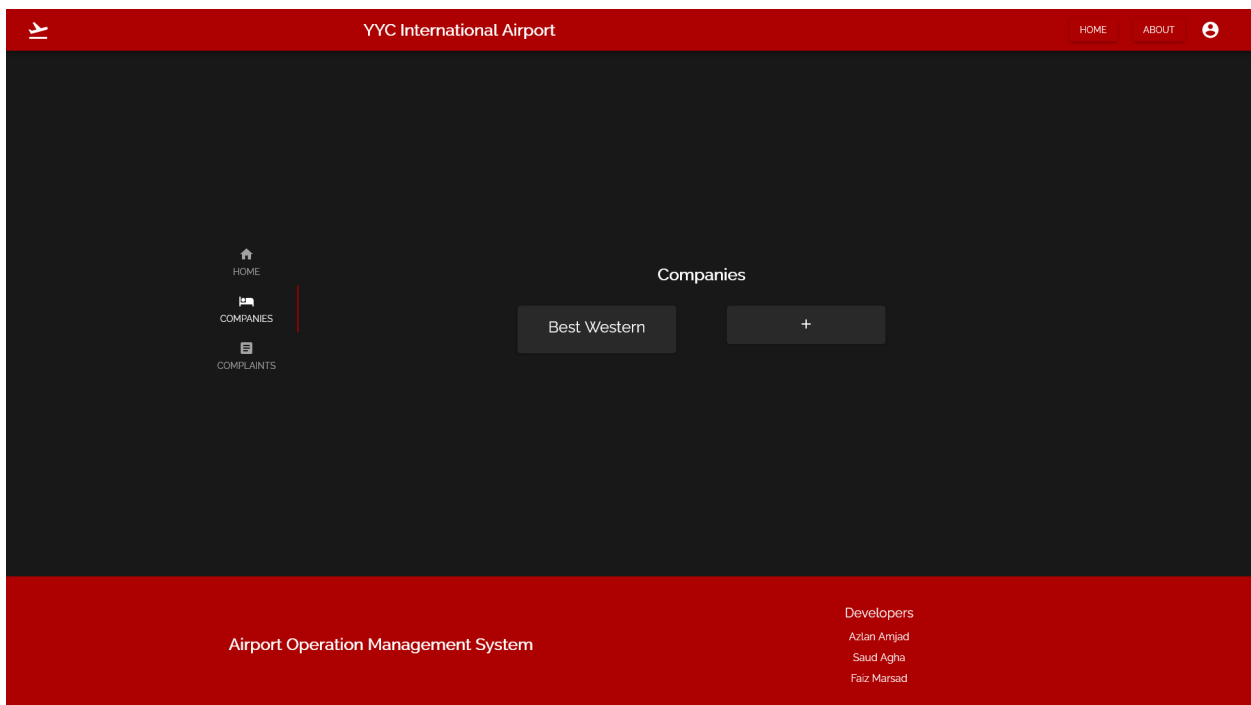 YYC International Airport
HOME
ABOUT
HOME
COMPANIES
COMPLAINTS
Companies
Best Western
+
Airport Operation Management System
Developers
Azlan Amjad
Saud Agha
Faiz Marsad